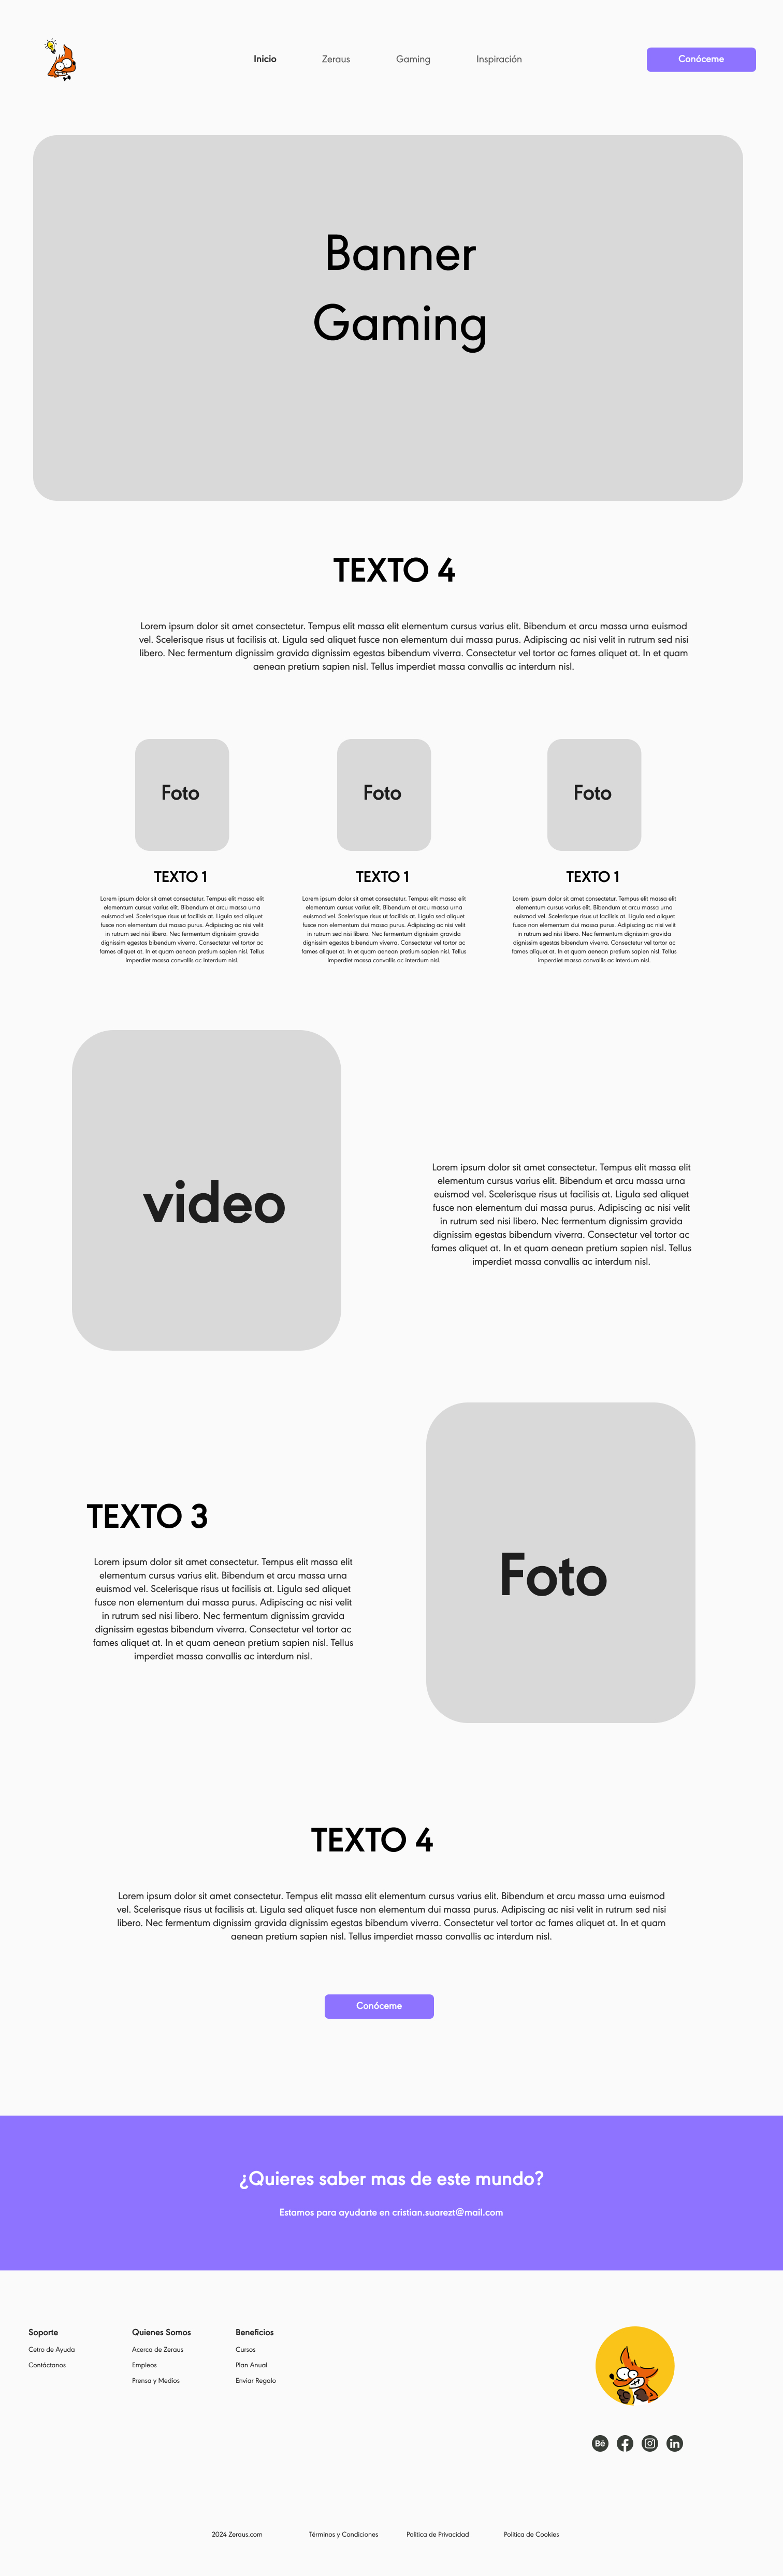 Inicio
Zeraus
Gaming
Inspiración
Conóceme
Banner
Gaming
TEXTO 4
Lorem ipsum dolor sit amet consectetur. Tempus elit massa elit elementum cursus varius elit. Bibendum et arcu massa urna euismod
vel. Scelerisque risus ut facilisis at. Ligula sed aliquet fusce non elementum dui massa purus. Adipiscing ac nisi velit in rutrum sed nisi
libero. Nec fermentum dignissim gravida dignissim egestas bibendum viverra. Consectetur vel tortor ac fames aliquet at. In et quam
aenean pretium sapien nisl. Tellus imperdiet massa convallis ac interdum nisl.
Foto
TEXTO 1
Lorem ipsum dolor sit amet consectetur. Tempus elit massa elit
elementum cursus varius elit. Bibendum et arcu massa urna
euismod vel. Scelerisque risus ut facilisis at. Ligula sed aliquet
fusce non elementum dui massa purus. Adipiscing ac nisi velit
in rutrum sed nisi libero. Nec fermentum dignissim gravida
dignissim egestas bibendum viverra. Consectetur vel tortor ac
fames aliquet at. In et quam aenean pretium sapien nisl. Tellus
imperdiet massa convallis ac interdum nisl.
Foto
TEXTO 1
Lorem ipsum dolor sit amet consectetur. Tempus elit massa elit
elementum cursus varius elit. Bibendum et arcu massa urna
euismod vel. Scelerisque risus ut facilisis at. Ligula sed aliquet
fusce non elementum dui massa purus. Adipiscing ac nisi velit
in rutrum sed nisi libero. Nec fermentum dignissim gravida
dignissim egestas bibendum viverra. Consectetur vel tortor ac
fames aliquet at. In et quam aenean pretium sapien nisl. Tellus
imperdiet massa convallis ac interdum nisl.
Foto
TEXTO 1
Lorem ipsum dolor sit amet consectetur. Tempus elit massa elit
elementum cursus varius elit. Bibendum et arcu massa urna
euismod vel. Scelerisque risus ut facilisis at. Ligula sed aliquet
fusce non elementum dui massa purus. Adipiscing ac nisi velit
in rutrum sed nisi libero. Nec fermentum dignissim gravida
dignissim egestas bibendum viverra. Consectetur vel tortor ac
fames aliquet at. In et quam aenean pretium sapien nisl. Tellus
imperdiet massa convallis ac interdum nisl.
video
Lorem ipsum dolor sit amet consectetur. Tempus elit massa elit
elementum cursus varius elit. Bibendum et arcu massa urna
euismod vel. Scelerisque risus ut facilisis at. Ligula sed aliquet
fusce non elementum dui massa purus. Adipiscing ac nisi velit
in rutrum sed nisi libero. Nec fermentum dignissim gravida
dignissim egestas bibendum viverra. Consectetur vel tortor ac
fames aliquet at. In et quam aenean pretium sapien nisl. Tellus
imperdiet massa convallis ac interdum nisl.
TEXTO 3
Lorem ipsum dolor sit amet consectetur. Tempus elit massa elit
elementum cursus varius elit. Bibendum et arcu massa urna
euismod vel. Scelerisque risus ut facilisis at. Ligula sed aliquet
fusce non elementum dui massa purus. Adipiscing ac nisi velit
in rutrum sed nisi libero. Nec fermentum dignissim gravida
dignissim egestas bibendum viverra. Consectetur vel tortor ac
fames aliquet at. In et quam aenean pretium sapien nisl. Tellus
imperdiet massa convallis ac interdum nisl.
Foto
TEXTO 4
Lorem ipsum dolor sit amet consectetur. Tempus elit massa elit elementum cursus varius elit. Bibendum et arcu massa urna euismod
vel. Scelerisque risus ut facilisis at. Ligula sed aliquet fusce non elementum dui massa purus. Adipiscing ac nisi velit in rutrum sed nisi
libero. Nec fermentum dignissim gravida dignissim egestas bibendum viverra. Consectetur vel tortor ac fames aliquet at. In et quam
aenean pretium sapien nisl. Tellus imperdiet massa convallis ac interdum nisl.
Conóceme
¿Quieres saber mas de este mundo?
Estamos para ayudarte en cristian.suarezt@mail.com
Soporte
Cetro de Ayuda
Contáctanos
Quienes Somos
Acerca de Zeraus
Empleos
Prensa y Medios
Beneficios
Cursos
Plan Anual
Enviar Regalo
Bē
in
2024 Zeraus.com
Términos y Condiciones
Politica de Privacidad
Politica de Cookies